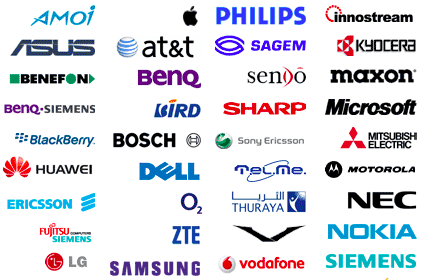 AMOI
PHILIPS
innostream
ASUS
at&t
SAGEM
KYOCERA
BENEFON
BenQ
sendo
maxon
BenQ-SIEMENS
BIRD
SHARP
Microsoft
BlackBerry
BOSCH
Sony Ericsson
MITSUBISHI
ELECTRIC
HUAWEI
DELL
Tel.Me.
MOTOROLA
ERICSSON
O2
الثريا
THURAYA
NEC
FUJITSU COMPUTERS
SIEMENS
ZTE
NOKIA
LG
SAMSUNG
vodafone
SIEMENS